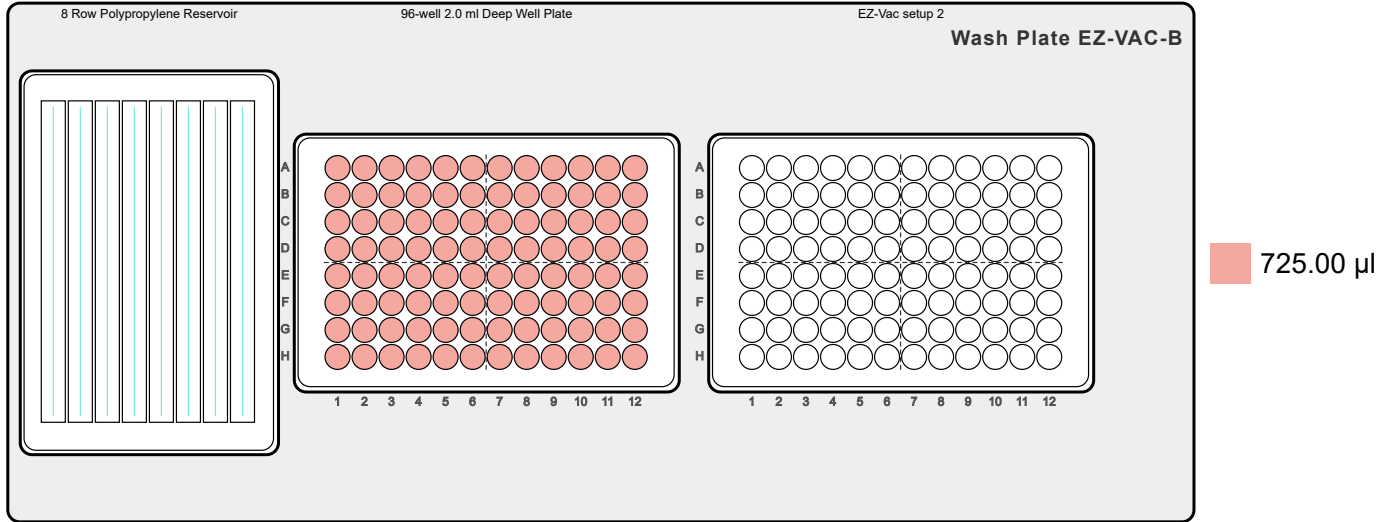 8 Row Polypropylene Reservoir
96-well 2.0 ml Deep Well Plate
EZ-Vac setup 2
Wash Plate EZ-VAC-B
A
B
C
D
E
F
G
H
1 2 3 4 5 6 7 8 9 10 11 12
A
B
C
D
E
F
G
H
1 2 3 4 5 6 7 8 9 10 11 12
725.00 µl